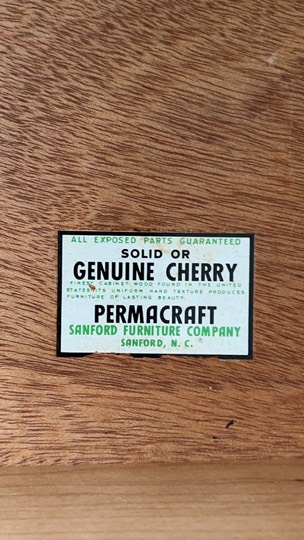 ALL EXPOSED PARTS GUARANTEED
SOLID OR
GENUINE CHERRY
FINEST CABINET WOOD FOUND IN THE UNITED
STATES ITS UNIFORM HARD TEXTURE PRODUCES
FURNITURE OF LASTING BEAUTY.
PERMACRAFT
SANFORD FURNITURE COMPANY
SANFORD, N. C.